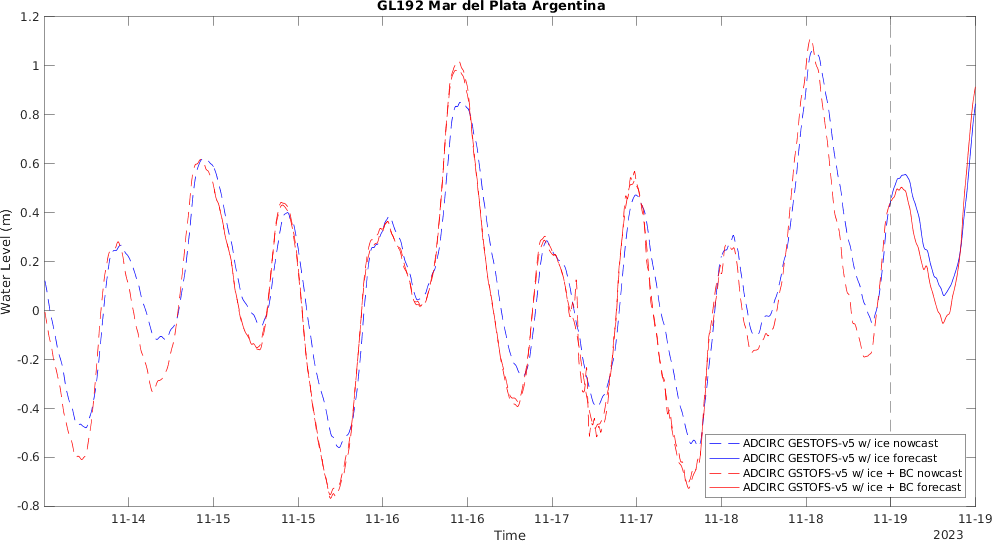 GL192 Mar del Plata Argentina
1.2
1
0.8
0.6
0.4
0.2
0
-0.2
-0.4
-0.6
-0.8
Water Level (m)
ADCIRC GESTOFS-v5 w/ ice nowcast
ADCIRC GESTOFS-v5 w/ ice forecast
ADCIRC GSTOFS-v5 w/ ice + BC nowcast
ADCIRC GSTOFS-v5 w/ ice + BC forecast
11-14 11-15 11-15 11-16 11-16 11-17 11-17 11-18 11-18 11-19 11-19
Time
2023